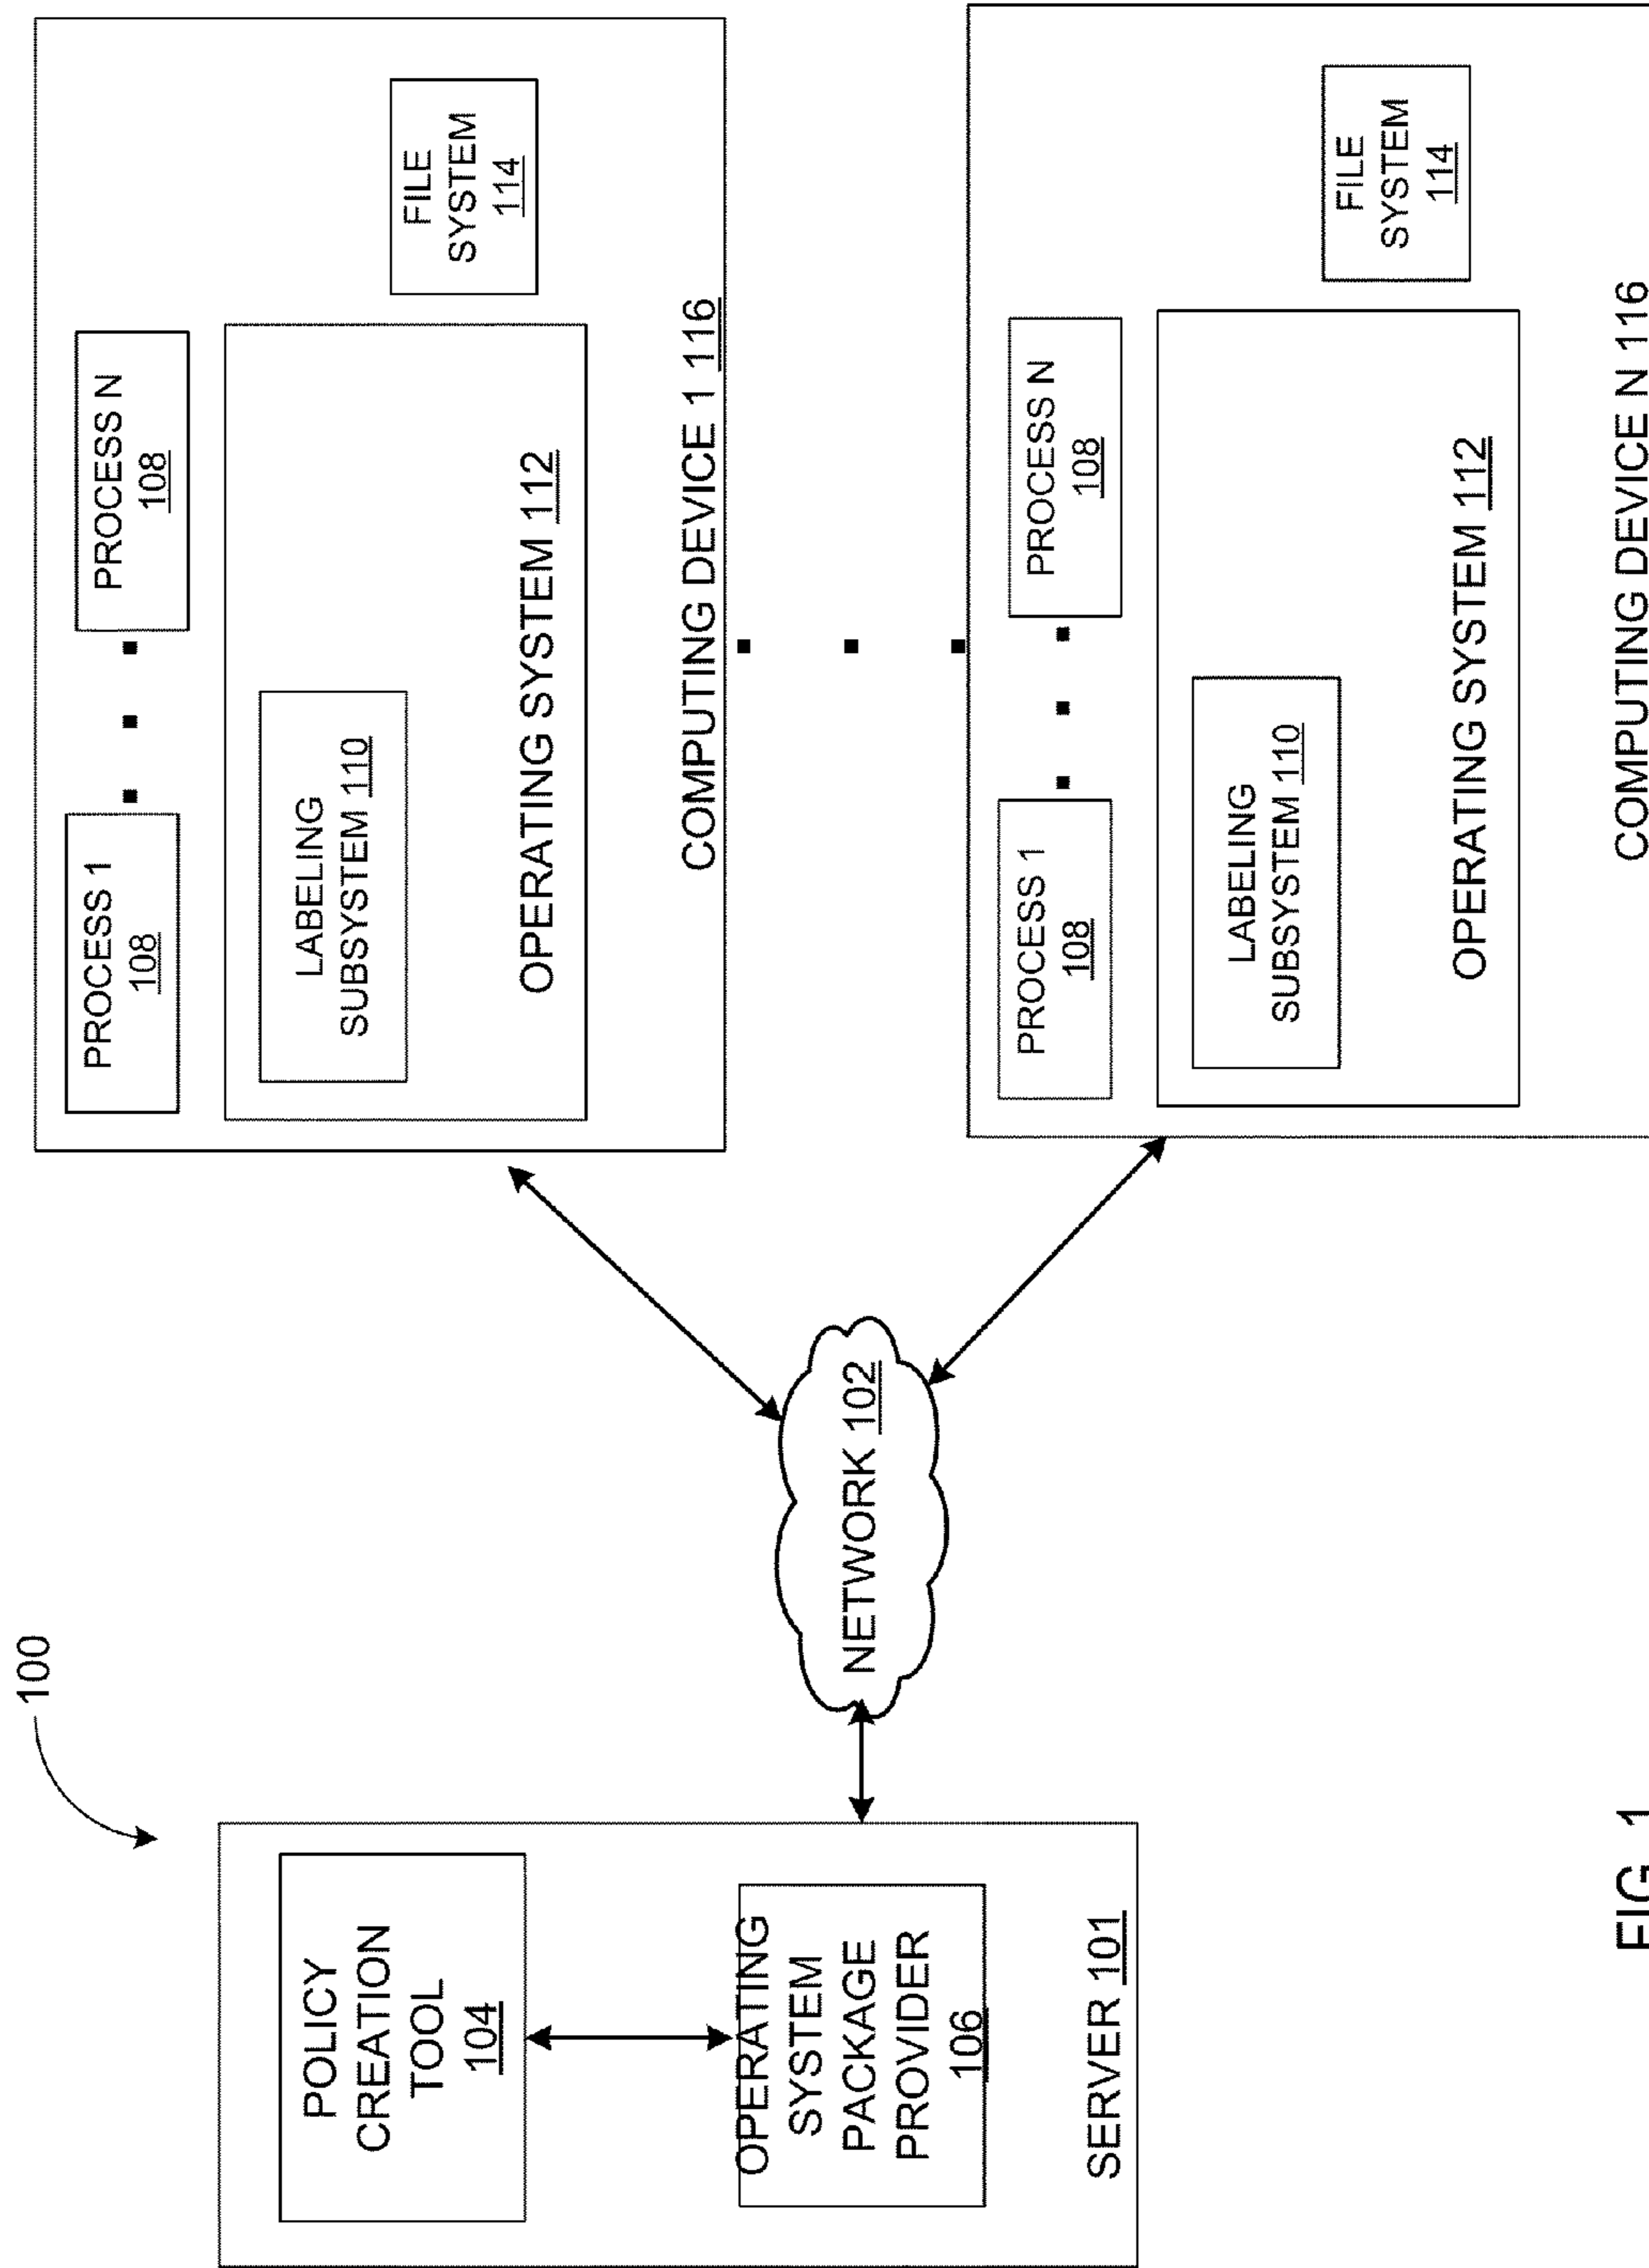 100
POLICY
CREATION
TOOL
104
OPERATING
SYSTEM
PACKAGE
PROVIDER
106
SERVER 101
NETWORK 102
PROCESS 1
108
PROCESS N
108
LABELING
SUBSYSTEM 110
OPERATING SYSTEM 112
FILE
SYSTEM
114
COMPUTING DEVICE 1 116
PROCESS 1
108
PROCESS N
108
LABELING
SUBSYSTEM 110
OPERATING SYSTEM 112
FILE
SYSTEM
114
COMPUTING DEVICE N 116
FIG. 1